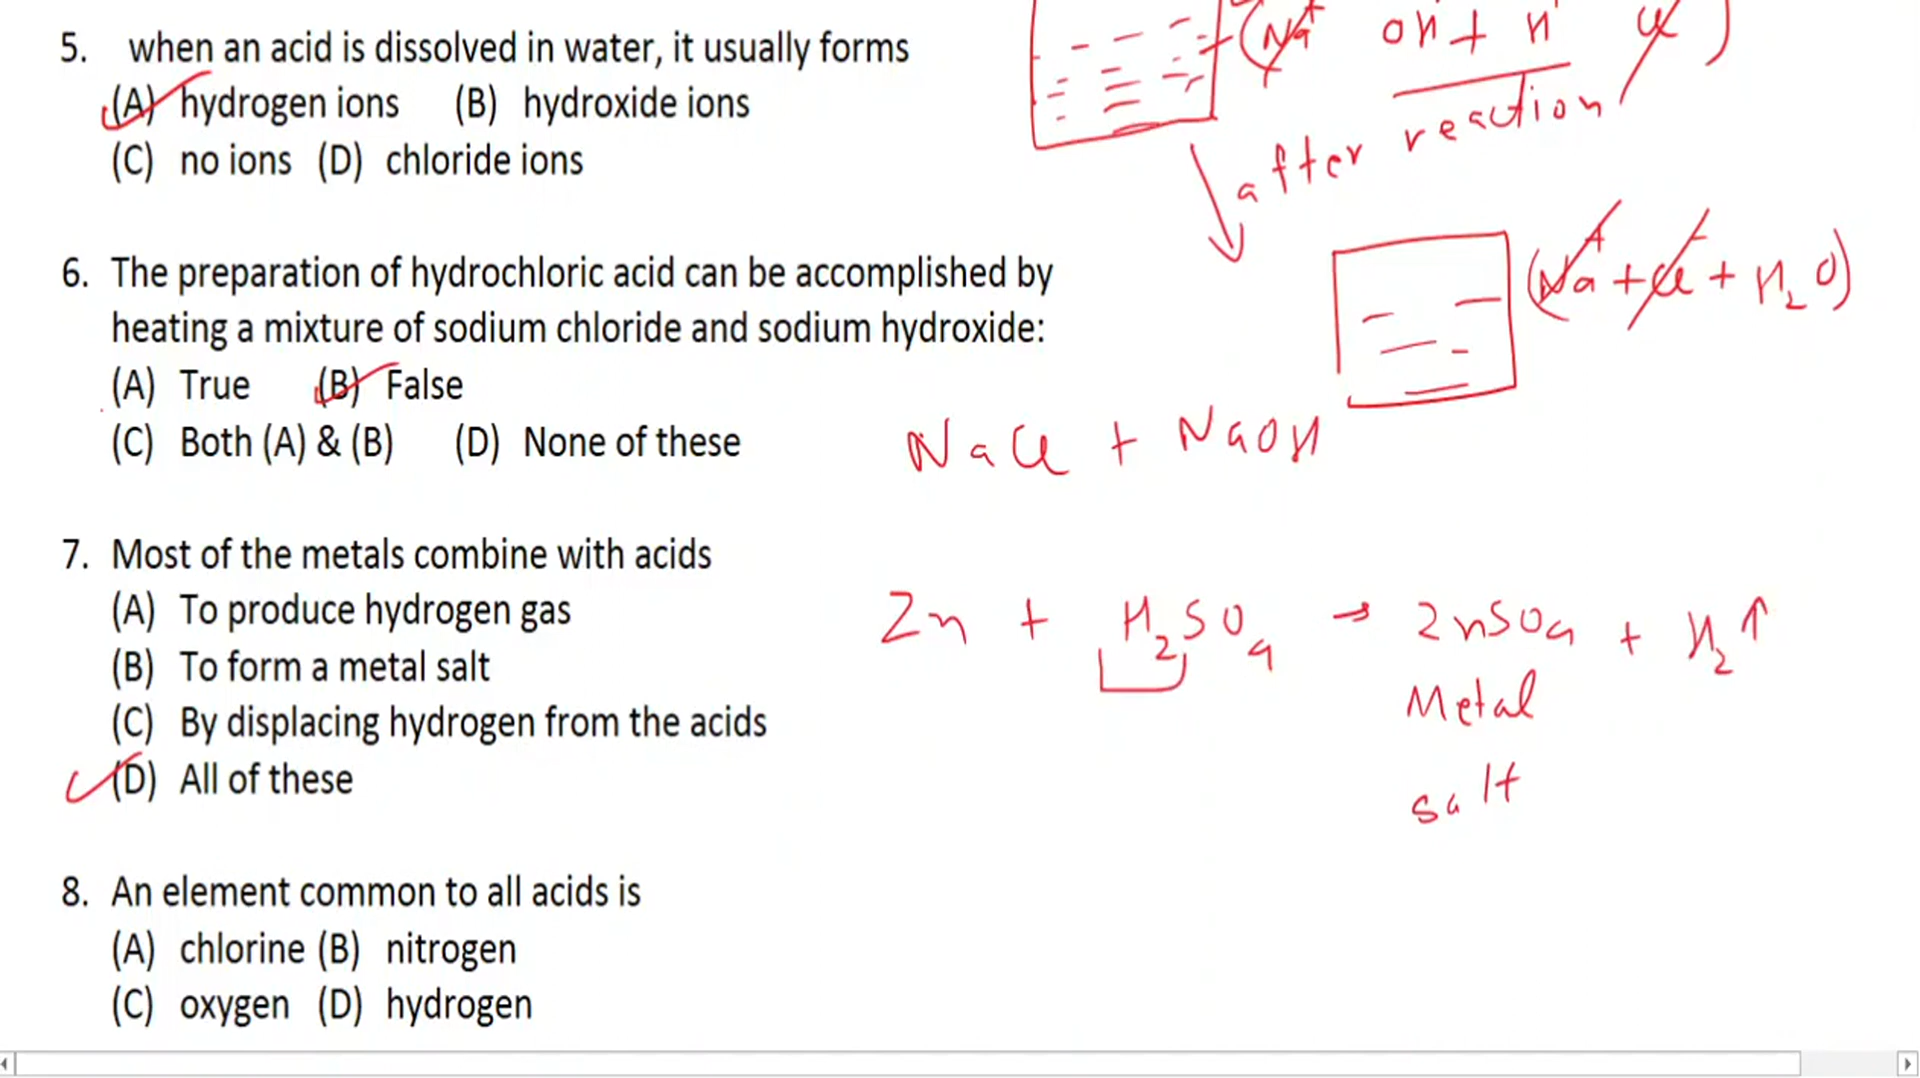 5. when an acid is dissolved in water, it usually forms
(A) hydrogen ions (B) hydroxide ions
(C) no ions (D) chloride ions
(Na⁺ OH⁻ + H⁺ Cl⁻)
after reaction
(Na⁺ + Cl⁻ + H₂O)
6. The preparation of hydrochloric acid can be accomplished by
heating a mixture of sodium chloride and sodium hydroxide:
(A) True (B) False
(C) Both (A) & (B) (D) None of these
NaCl + NaOH
7. Most of the metals combine with acids
(A) To produce hydrogen gas
(B) To form a metal salt
(C) By displacing hydrogen from the acids
(D) All of these
Zn + H₂SO₄ → ZnSO₄ + H₂↑
Metal
salt
8. An element common to all acids is
(A) chlorine (B) nitrogen
(C) oxygen (D) hydrogen